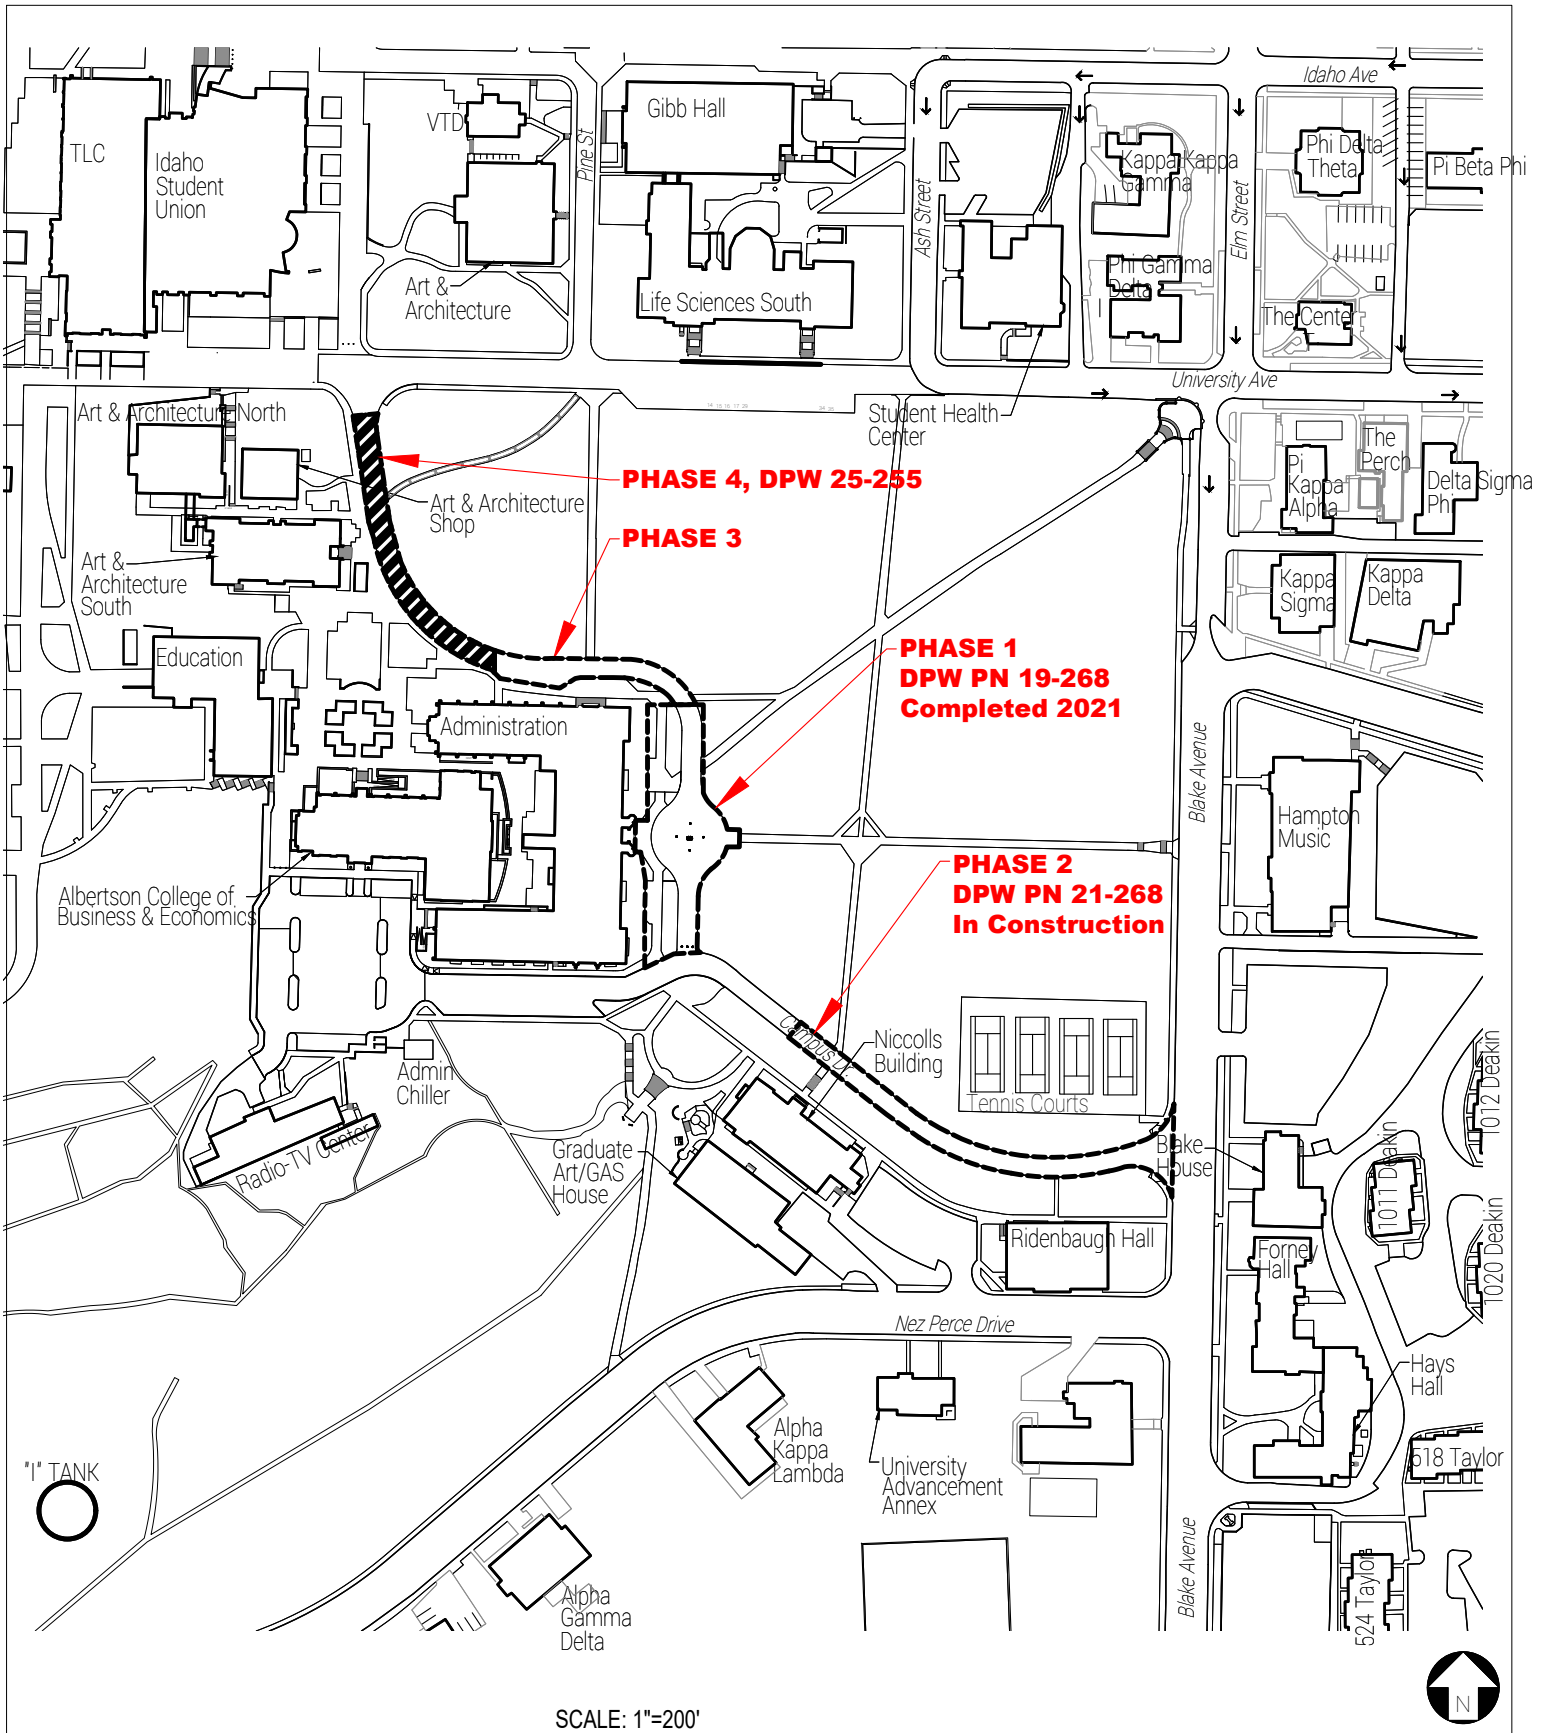 Idaho Ave
TLC
Idaho
Student
Union
VTD
Pine St
Gibb Hall
Ash Street
Kappa Kappa
Gamma
Elm Street
Phi Delta
Theta
Pi Beta Phi
Art &
Architecture
Life Sciences South
Phi Gamma
Delta
The Center
University Ave
Art & Architecture North
Student Health
Center
PHASE 4, DPW 25-255
Art & Architecture
Shop
Pi
Kappa
Alpha
The
Perch
Delta Sigma
Phi
PHASE 3
Art &
Architecture
South
Kappa
Sigma
Kappa
Delta
Education
PHASE 1
DPW PN 19-268
Completed 2021
Administration
Blake Avenue
Hampton
Music
Albertson College of
Business & Economics
PHASE 2
DPW PN 21-268
In Construction
Campus Dr.
Niccolls
Building
Admin
Chiller
Tennis Courts
1012 Deakin
Radio-TV Center
Graduate
Art/GAS
House
Blake
House
1011 Deakin
Ridenbaugh Hall
Forney
Hall
1020 Deakin
Nez Perce Drive
Hays
Hall
Alpha
Kappa
Lambda
University
Advancement
Annex
518 Taylor
"I" TANK
Blake Avenue
524 Taylor
Alpha
Gamma
Delta
N
SCALE: 1"=200'